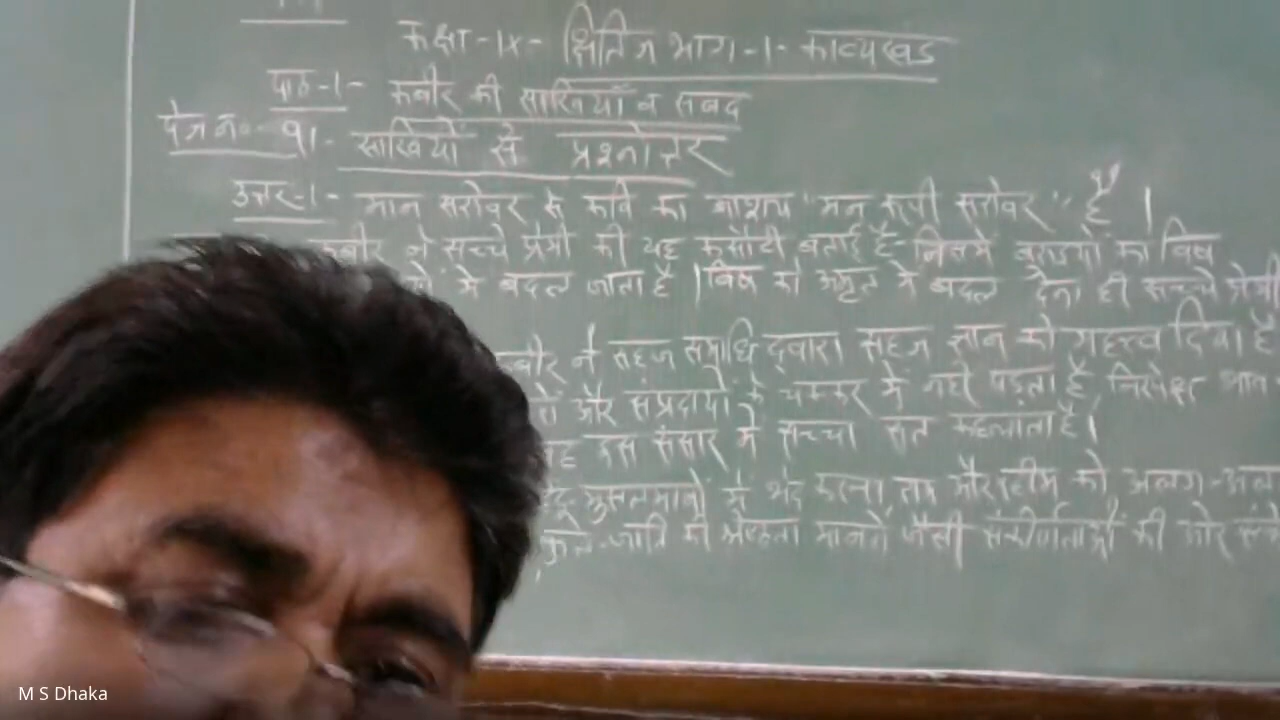 कक्षा-IX- क्षितिज भाग-1- काव्यखंड
पाठ-1- कबीर की साखियाँ व सबद
पेज नं०- 91- साखियों से प्रश्नोत्तर
उत्तर-1- मान सरोवर से कवि का आशय "मन रूपी सरोवर" है ।
कबीर ने सच्चे प्रेमी की यह कसौटी बताई है- जिसमें बुराइयों का विष
में बदल जाता है । विष को अमृत में बदल देना ही सच्चे प्रेमी
कबीर ने सहज समाधि द्वारा सहज ज्ञान को महत्त्व दिया है
और संप्रदायों के चक्कर में नहीं पड़ता है, निरपेक्ष भाव
वह इस संसार में सच्चा संत कहलाता है।
हिंदू मुसलमानों में भेद करना, राम और रहीम को अलग-अलग
कुल-जाति की श्रेष्ठता मानने जैसी संकीर्णताओं की ओर
M S Dhaka